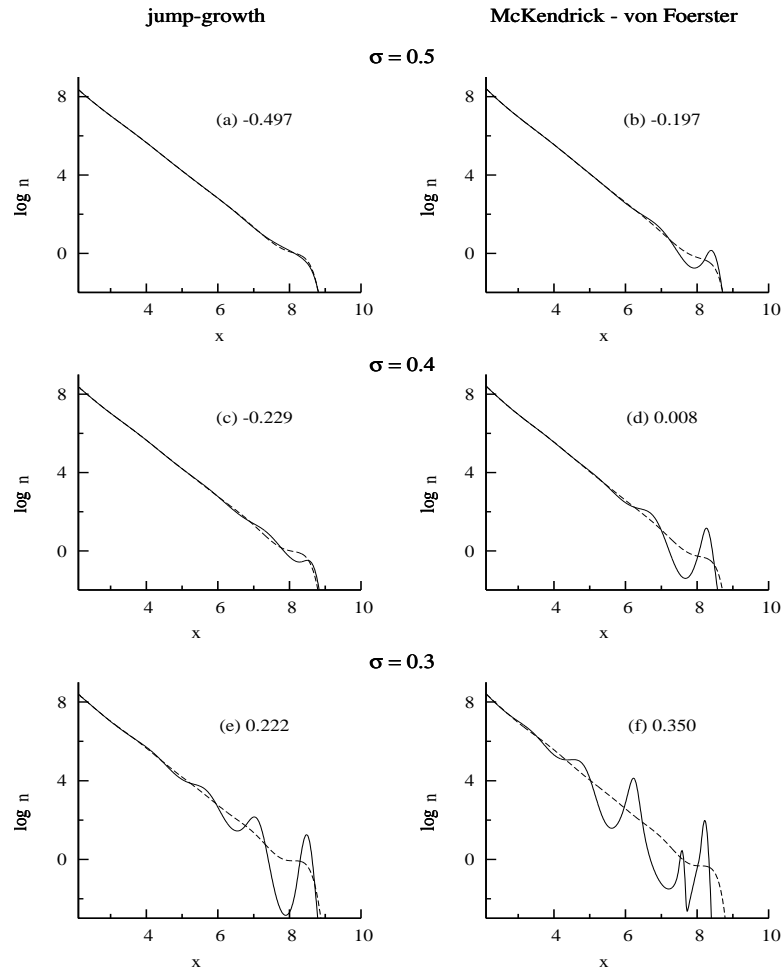 jump-growth
McKendrick - von Foerster
σ = 0.5
8
4
0
log n
(a) -0.497
4
6
8
10
x
8
4
0
log n
(b) -0.197
4
6
8
10
x
σ = 0.4
8
4
0
log n
(c) -0.229
4
6
8
10
x
8
4
0
log n
(d) 0.008
4
6
8
10
x
σ = 0.3
8
4
0
log n
(e) 0.222
4
6
8
10
x
8
4
0
log n
(f) 0.350
4
6
8
10
x